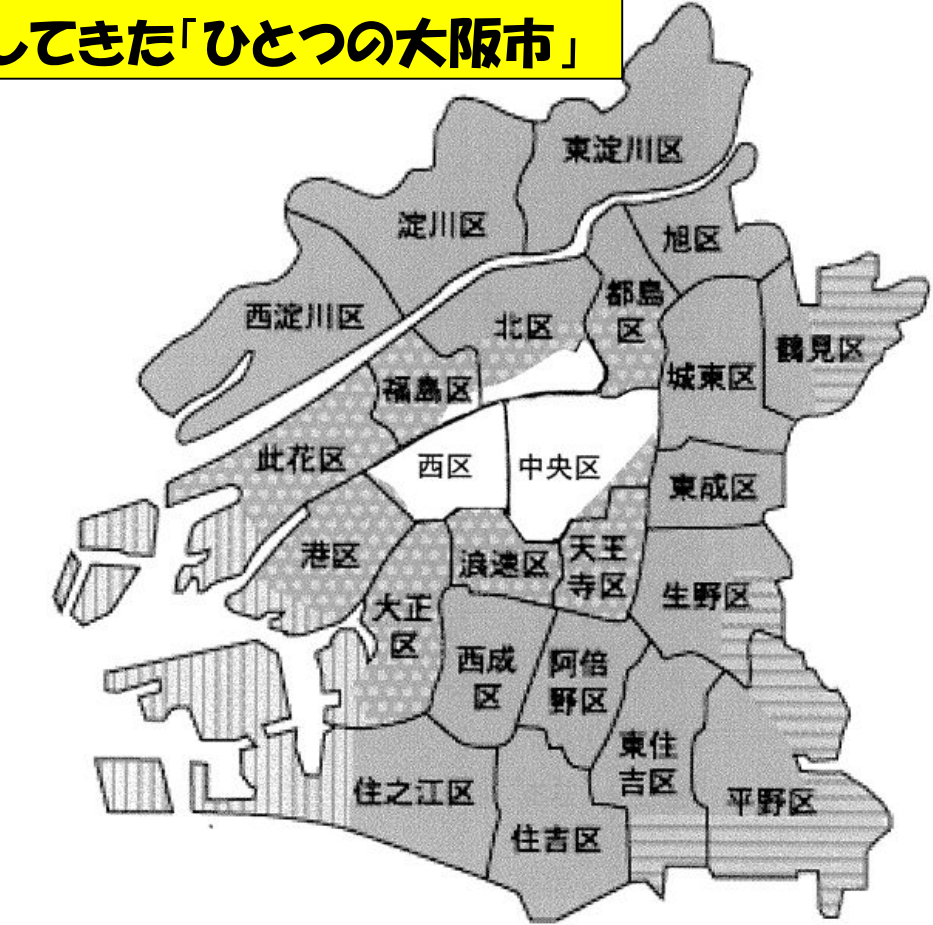 してきた「ひとつの大阪市」
東淀川区
淀川区
旭区
都島
区
西淀川区
北区
鶴見区
城東区
福島区
此花区
西区
中央区
東成区
港区
浪速区
天王
寺区
生野区
大正
区
西成
区
阿倍
野区
東住
吉区
住之江区
平野区
住吉区